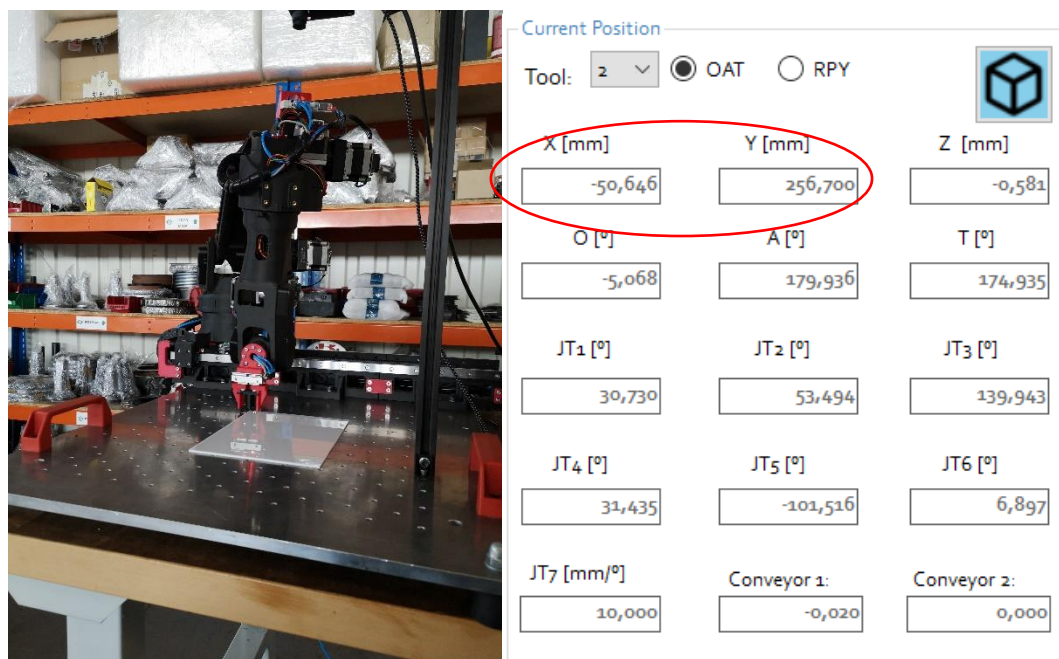 Current Position
Tool: 2 OAT RPY
X [mm] Y [mm] Z [mm]
-50,646 256,700 -0,581
O [º] A [º] T [º]
-5,068 179,936 174,935
JT1 [º] JT2 [º] JT3 [º]
30,730 53,494 139,943
JT4 [º] JT5 [º] JT6 [º]
31,435 -101,516 6,897
JT7 [mm/º] Conveyor 1: Conveyor 2:
10,000 -0,020 0,000